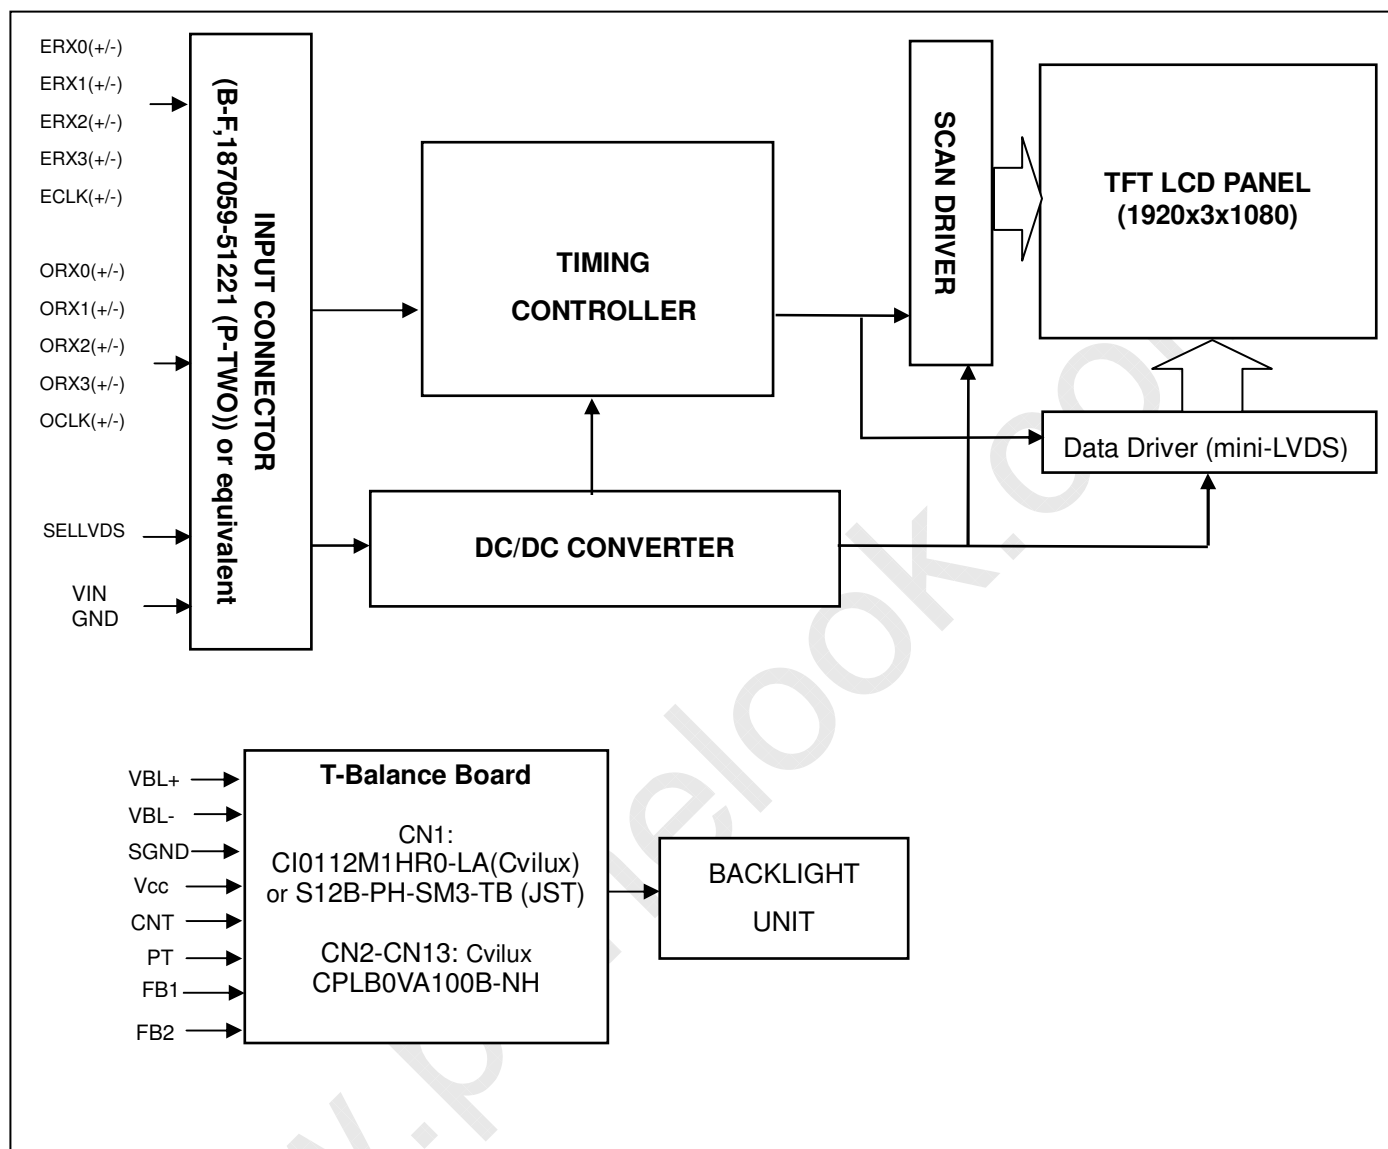 ERX0(+/-)
ERX1(+/-)
ERX2(+/-)
ERX3(+/-)
ECLK(+/-)
ORX0(+/-)
ORX1(+/-)
ORX2(+/-)
ORX3(+/-)
OCLK(+/-)
SELLVDS
VIN
GND
INPUT CONNECTOR
(B-F,187059-51221 (P-TWO)) or equivalent
TIMING
CONTROLLER
DC/DC CONVERTER
SCAN DRIVER
TFT LCD PANEL
(1920x3x1080)
Data Driver (mini-LVDS)
VBL+
VBL-
SGND
Vcc
CNT
PT
FB1
FB2
T-Balance Board
CN1:
CI0112M1HR0-LA(Cvilux)
or S12B-PH-SM3-TB (JST)
CN2-CN13: Cvilux
CPLB0VA100B-NH
BACKLIGHT
UNIT